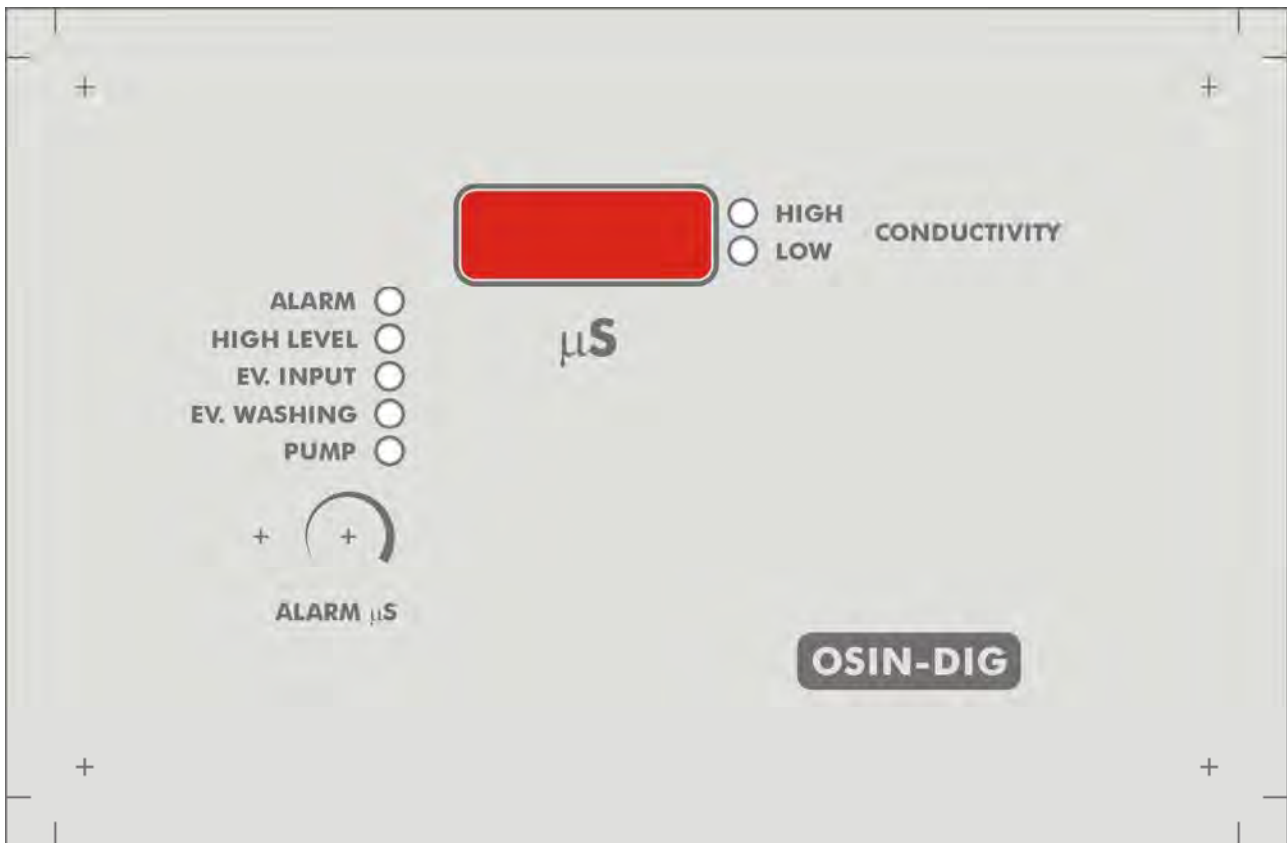 HIGH
LOW
CONDUCTIVITY
ALARM
HIGH LEVEL
EV. INPUT
EV. WASHING
PUMP
µS
ALARM µS
OSIN-DIG